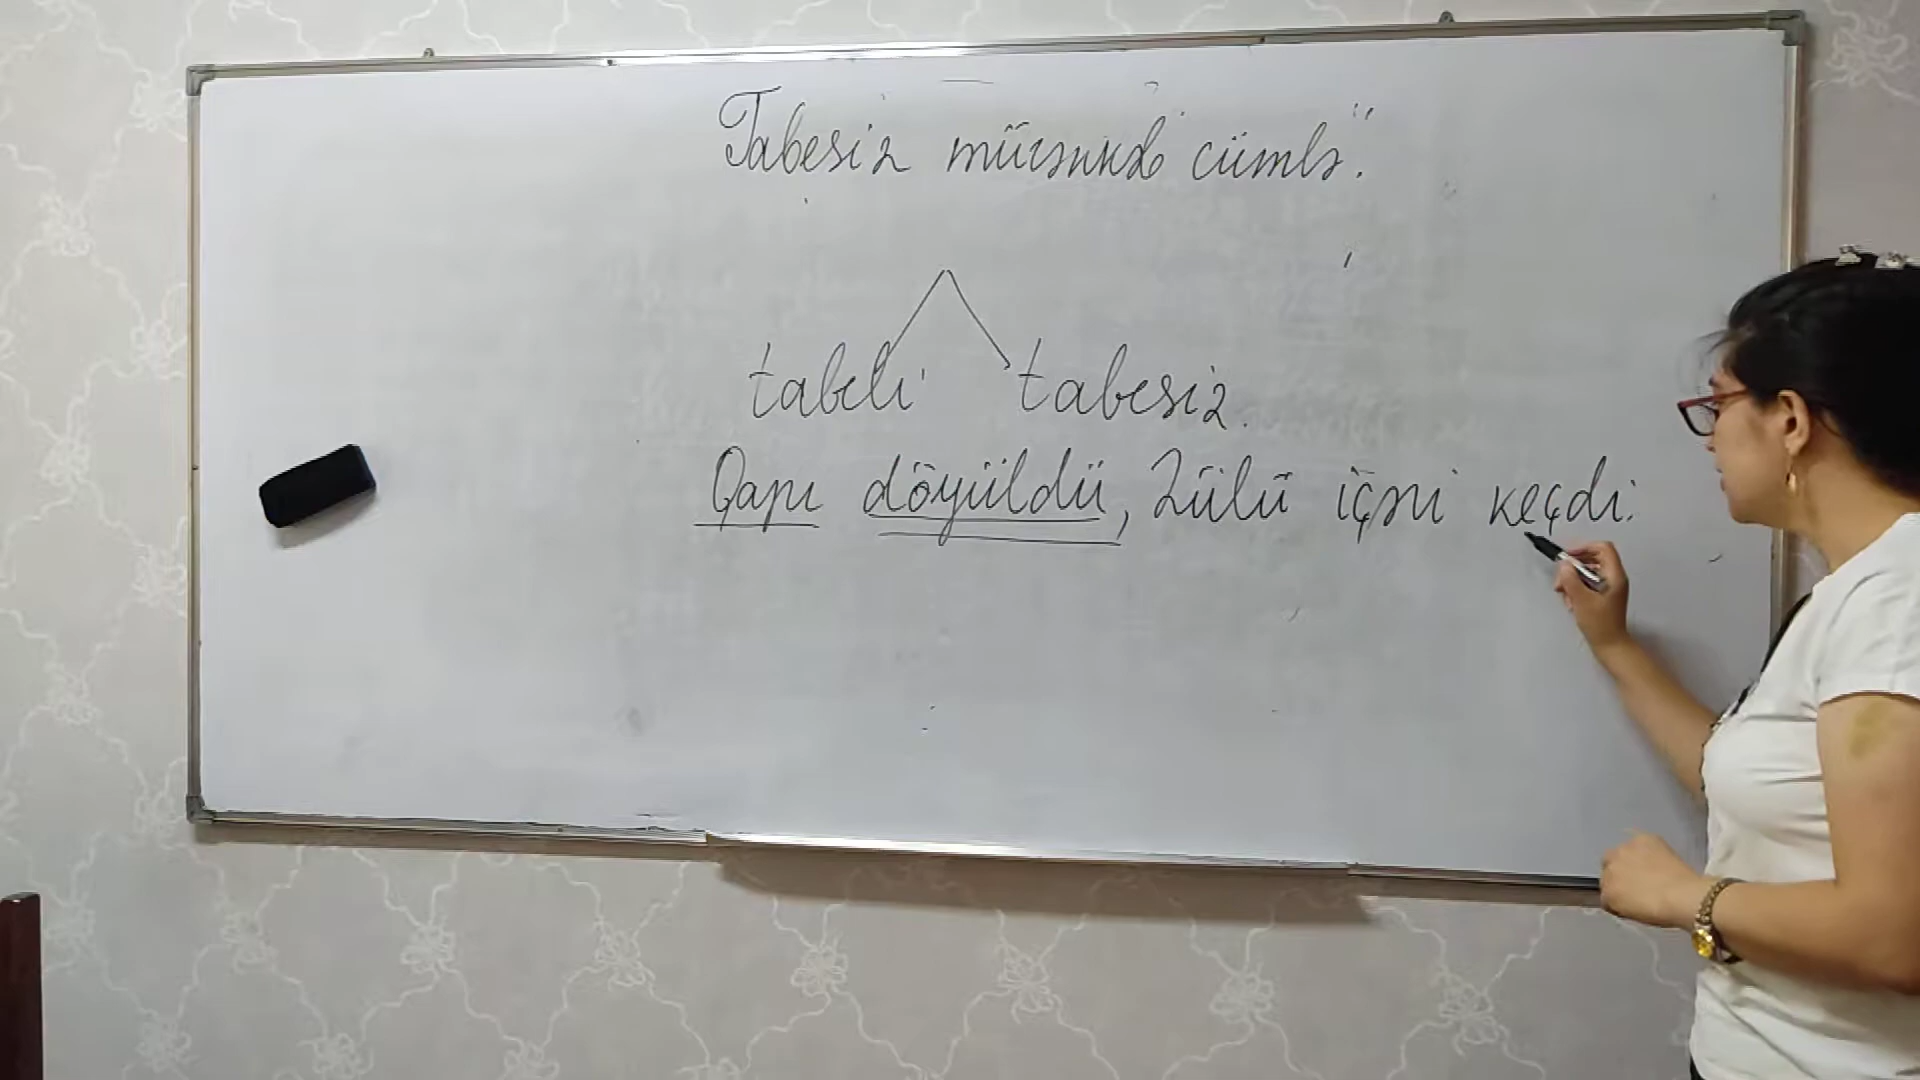 Tabesiz mürəkkəb cümlə.
tabeli tabesiz.
Qapı döyüldü, Zülü içəri keçdi.